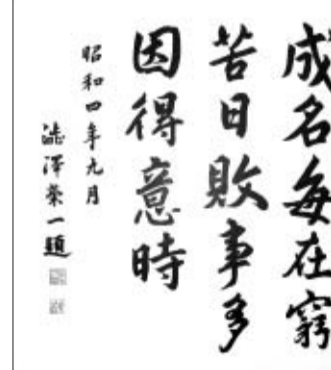 成名每在窮
苦日敗事多
因得意時
昭和四年九月
澁澤榮一題